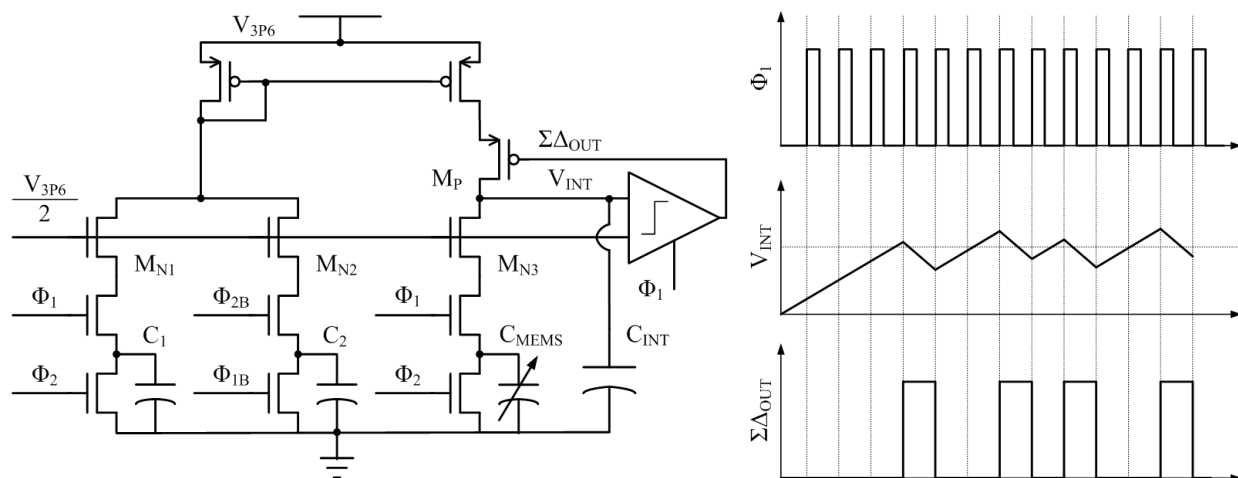 V3P6
ΣΔOUT
MP
VINT
V3P6
2
MN1
MN2
MN3
Φ1
Φ2B
Φ1
Φ1
C1
C2
CMEMS
CINT
Φ2
Φ1B
Φ2
Φ1
VINT
ΣΔOUT